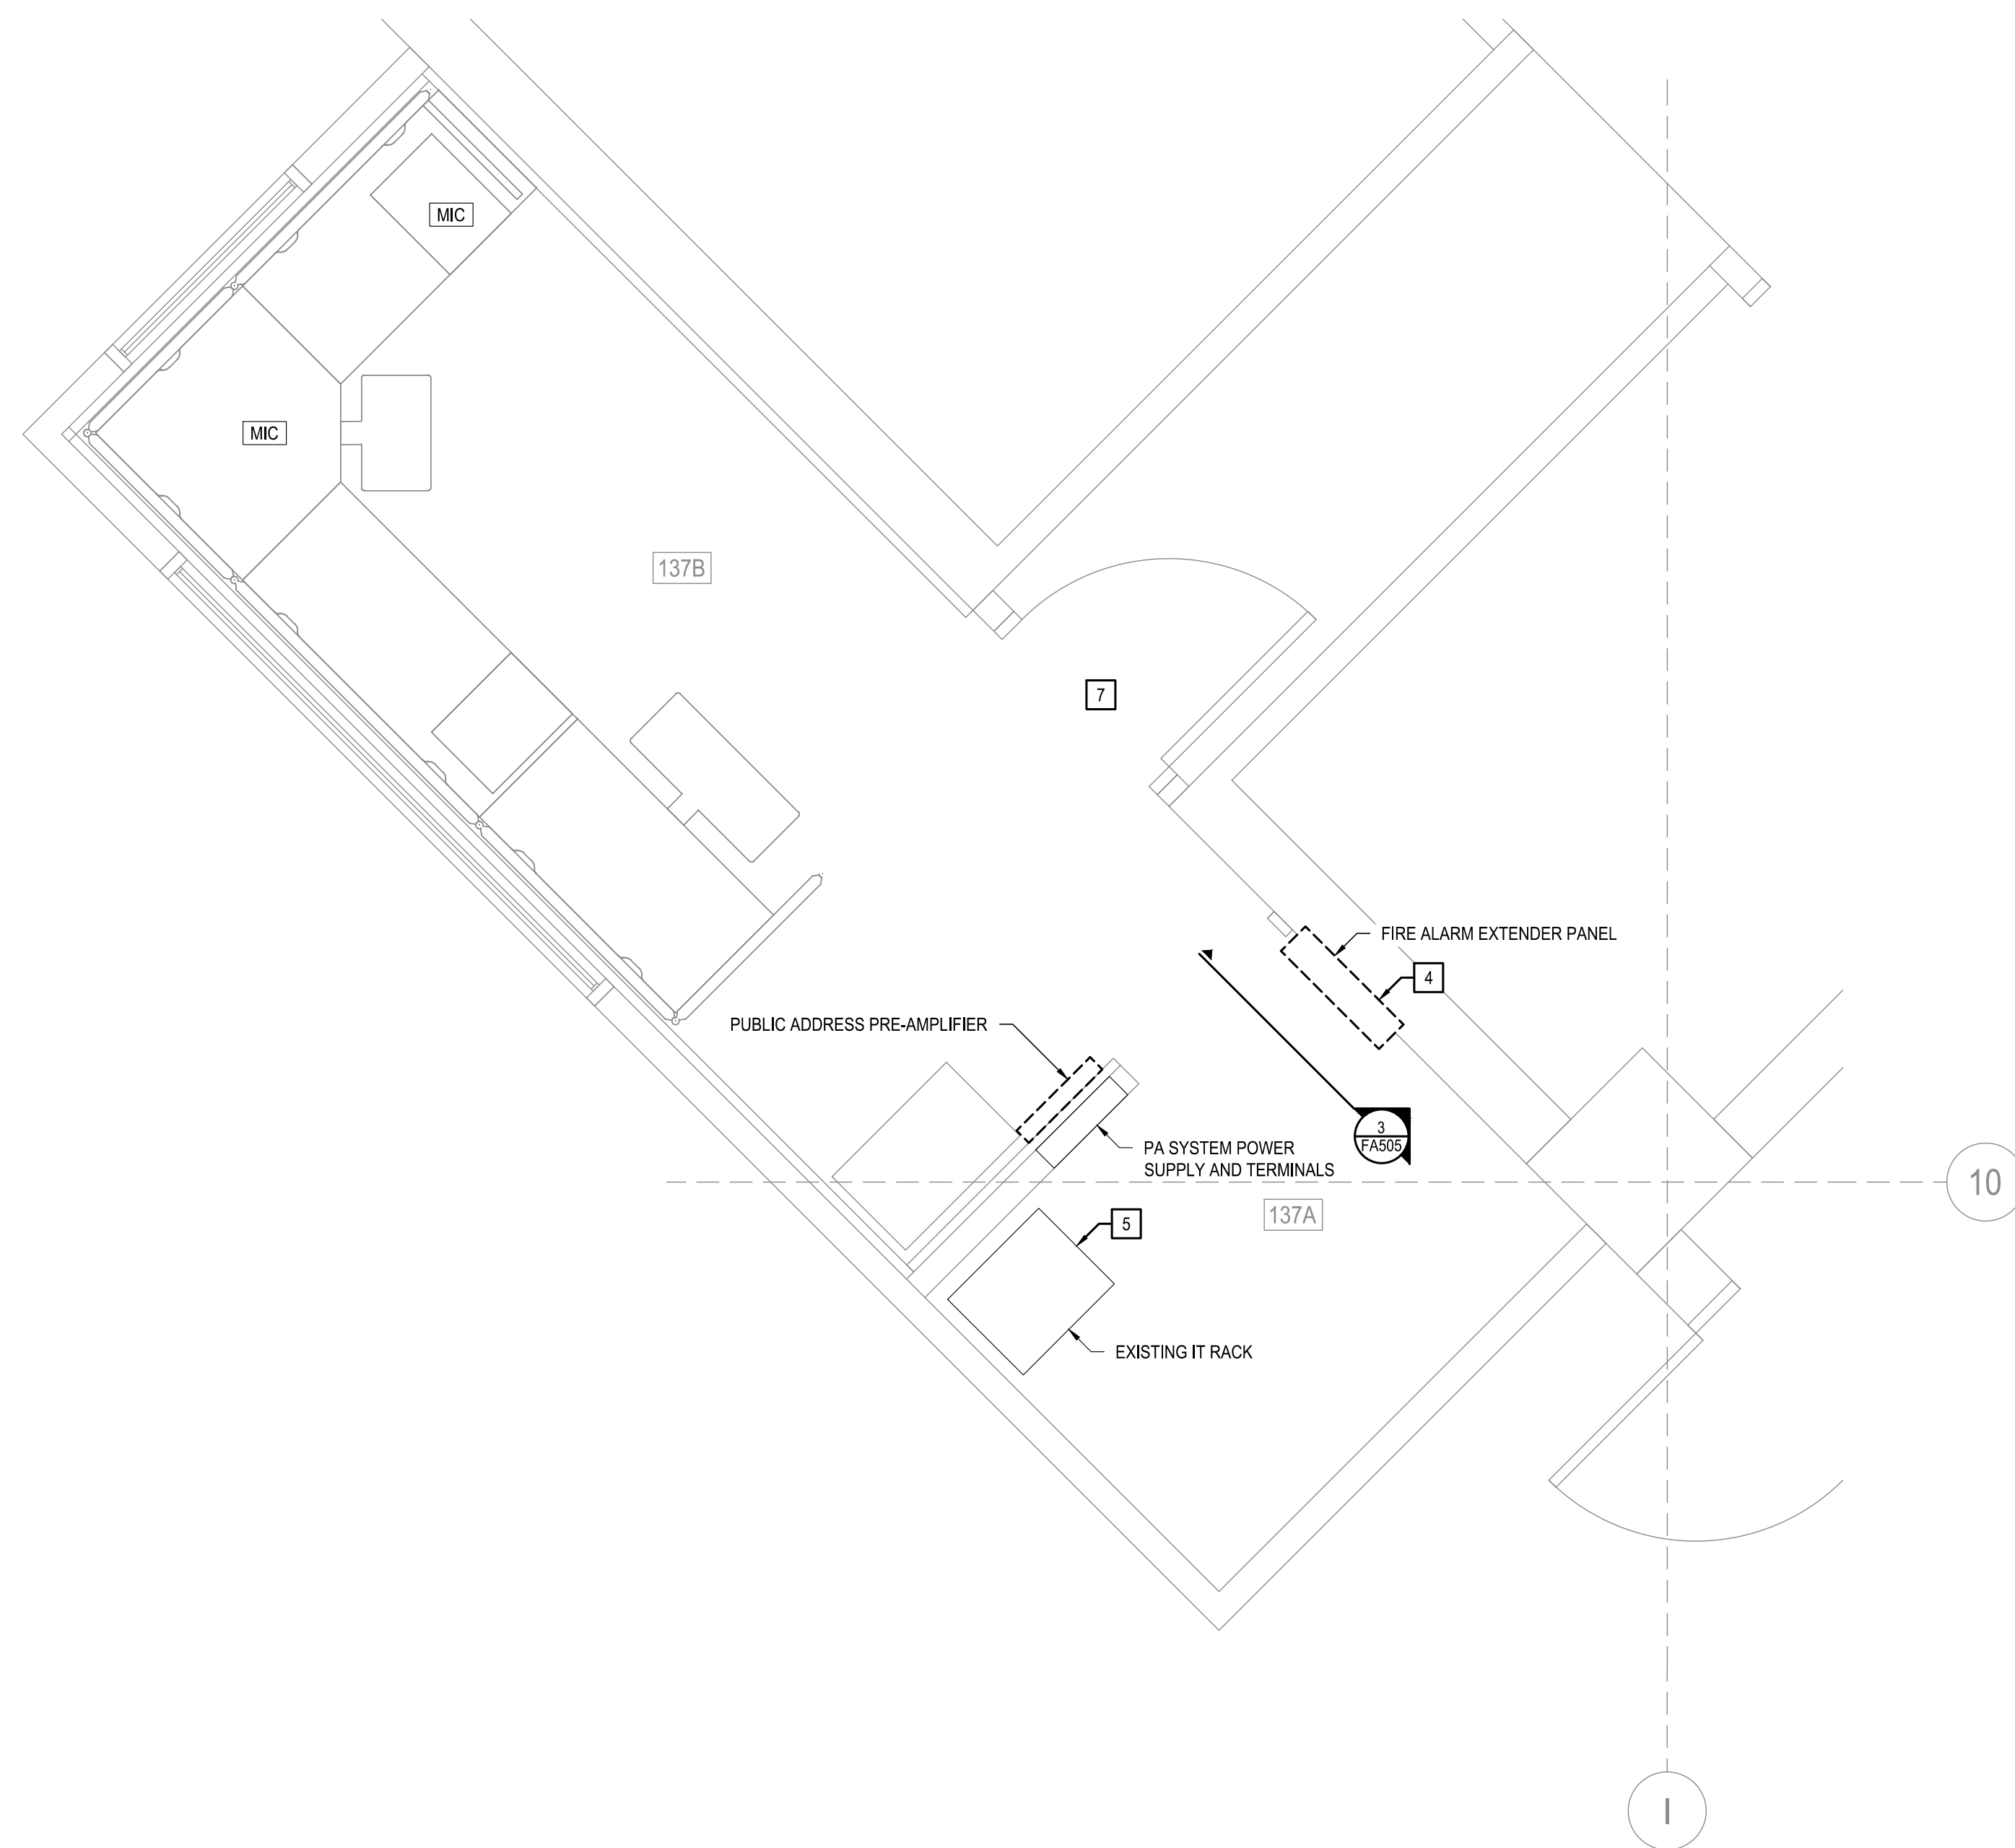 MIC
MIC
137B
7
FIRE ALARM EXTENDER PANEL
4
PUBLIC ADDRESS PRE-AMPLIFIER
3
FA505
PA SYSTEM POWER
SUPPLY AND TERMINALS
10
137A
5
EXISTING IT RACK
I